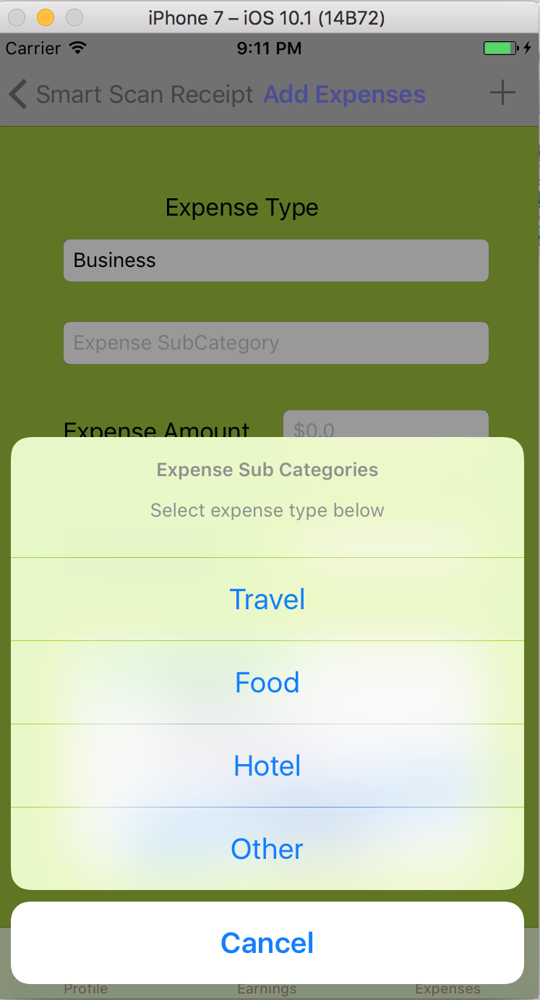 iPhone 7 – iOS 10.1 (14B72)
Carrier 9:11 PM
Smart Scan Receipt Add Expenses
Expense Type
Business
Expense SubCategory
Expense Amount $0.0
Expense Sub Categories
Select expense type below
Travel
Food
Hotel
Other
Cancel
Profile Earnings Expenses